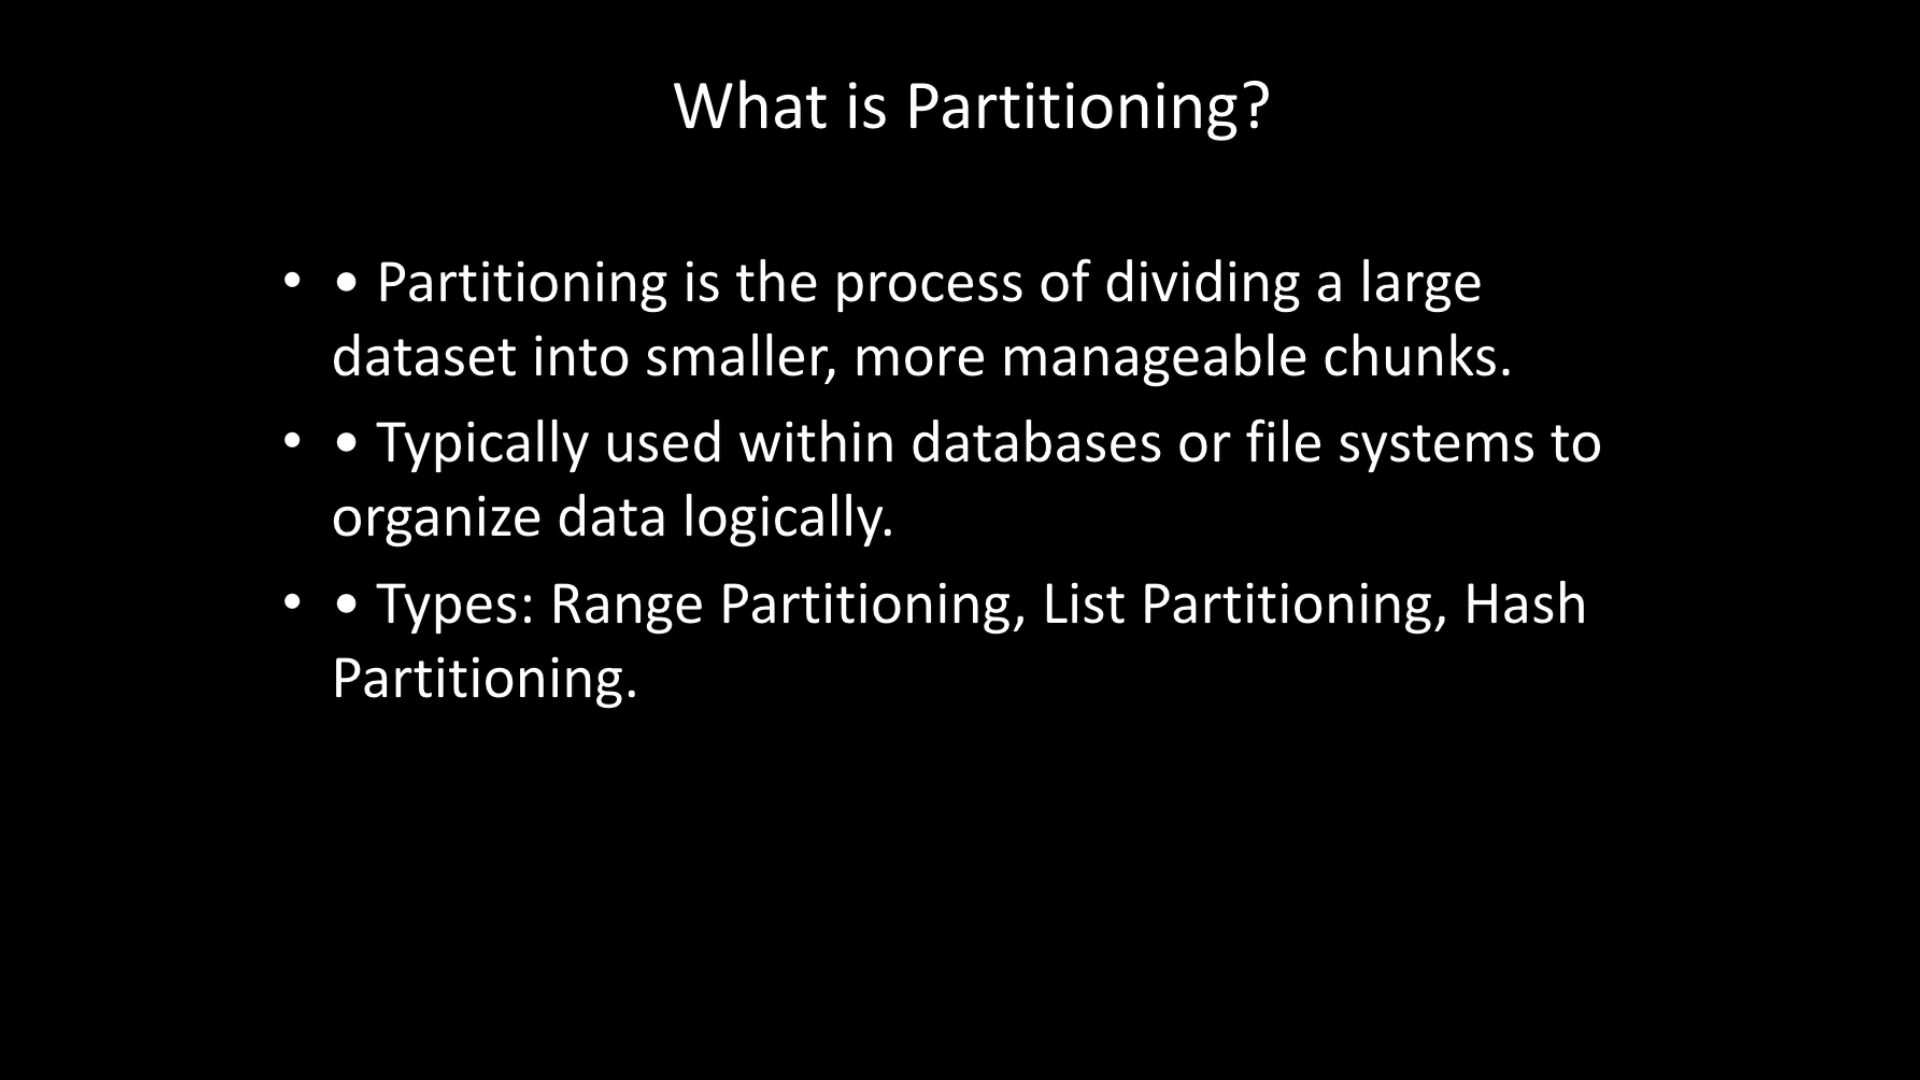 What is Partitioning?
• • Partitioning is the process of dividing a large
dataset into smaller, more manageable chunks.
• • Typically used within databases or file systems to
organize data logically.
• • Types: Range Partitioning, List Partitioning, Hash
Partitioning.